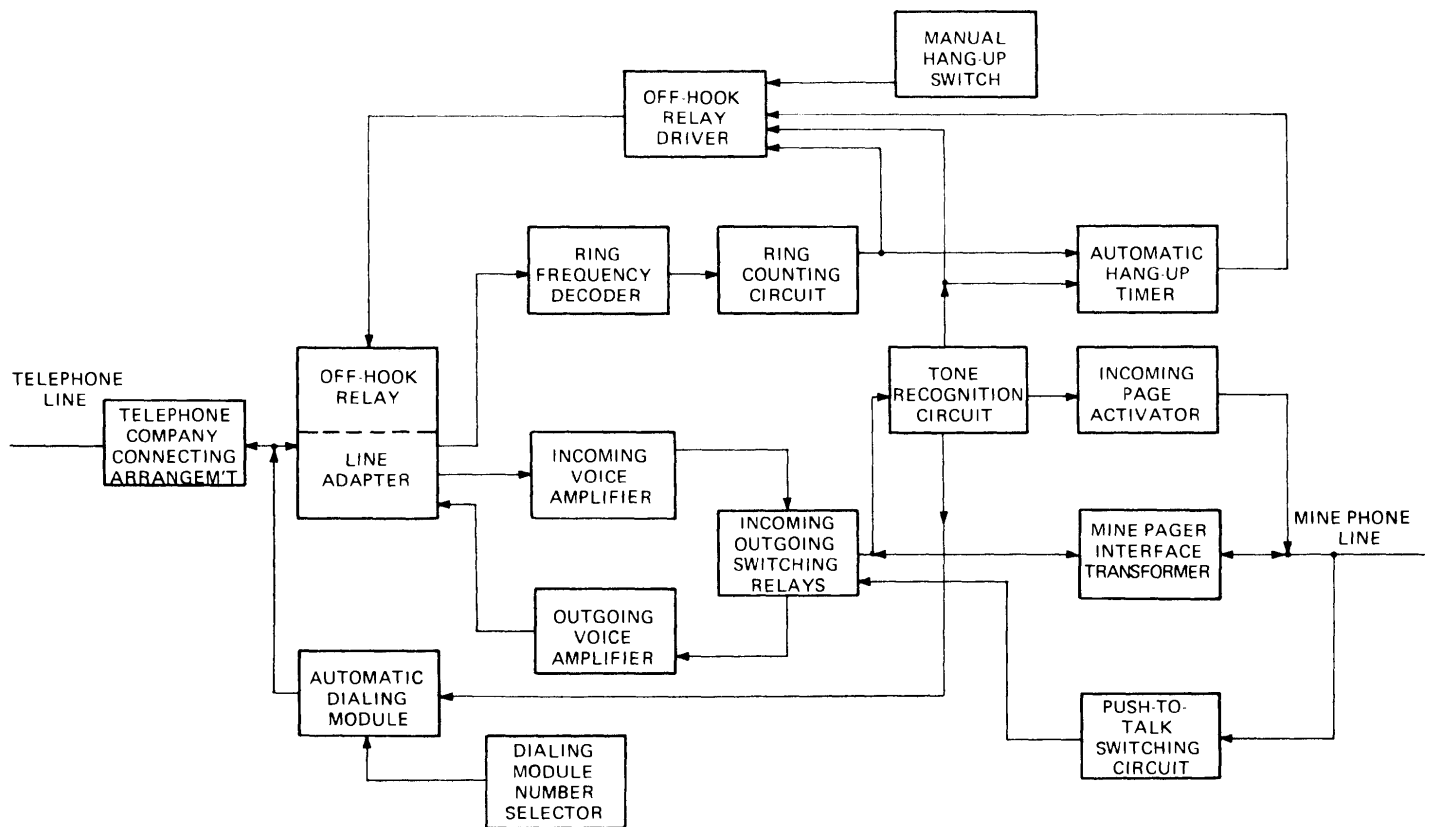 MANUAL
HANG-UP
SWITCH
OFF-HOOK
RELAY
DRIVER
RING
FREQUENCY
DECODER
RING
COUNTING
CIRCUIT
AUTOMATIC
HANG-UP
TIMER
TELEPHONE
LINE
TELEPHONE
COMPANY
CONNECTING
ARRANGEM'T
OFF-HOOK
RELAY
LINE
ADAPTER
TONE
RECOGNITION
CIRCUIT
INCOMING
PAGE
ACTIVATOR
INCOMING
VOICE
AMPLIFIER
INCOMING
OUTGOING
SWITCHING
RELAYS
MINE PAGER
INTERFACE
TRANSFORMER
MINE PHONE
LINE
OUTGOING
VOICE
AMPLIFIER
AUTOMATIC
DIALING
MODULE
PUSH-TO-
TALK
SWITCHING
CIRCUIT
DIALING
MODULE
NUMBER
SELECTOR